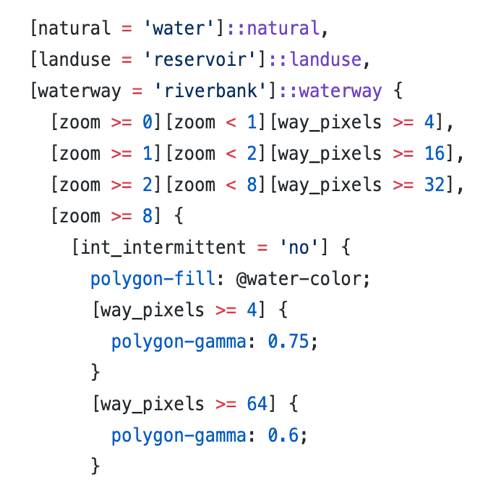 [natural = 'water']::natural,
[landuse = 'reservoir']::landuse,
[waterway = 'riverbank']::waterway {
  [zoom >= 0][zoom < 1][way_pixels >= 4],
  [zoom >= 1][zoom < 2][way_pixels >= 16],
  [zoom >= 2][zoom < 8][way_pixels >= 32],
  [zoom >= 8] {
    [int_intermittent = 'no'] {
      polygon-fill: @water-color;
      [way_pixels >= 4] {
        polygon-gamma: 0.75;
      }
      [way_pixels >= 64] {
        polygon-gamma: 0.6;
      }